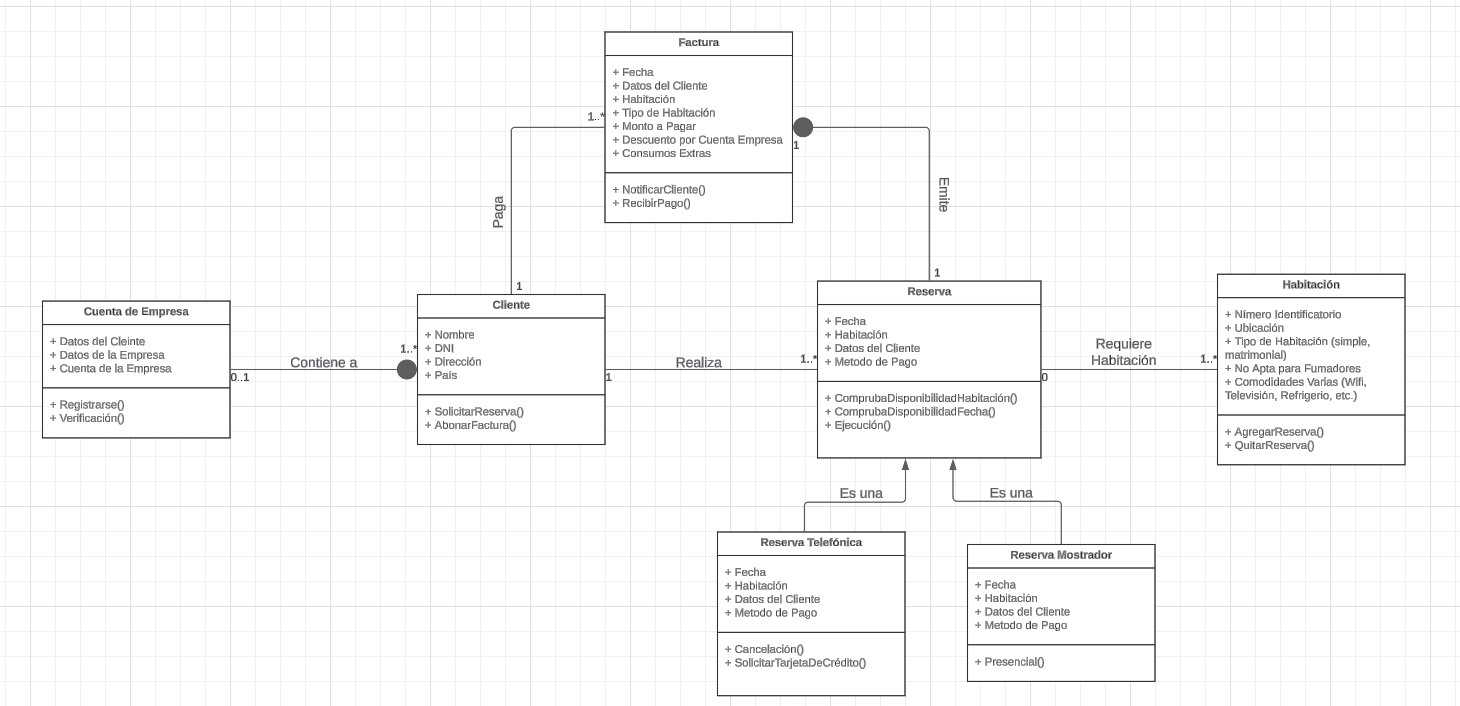 Factura
+ Fecha
+ Datos del Cliente
+ Habitación
+ Tipo de Habitación
+ Monto a Pagar
+ Descuento por Cuenta Empresa
+ Consumos Extras
+ NotificarCliente()
+ RecibirPago()
1..*
1
Paga
Emite
1
1
Cuenta de Empresa
+ Datos del Cleinte
+ Datos de la Empresa
+ Cuenta de la Empresa
+ Registrarse()
+ Verificación()
0..1
Contiene a
1..*
Cliente
+ Nombre
+ DNI
+ Dirección
+ País
+ SolicitarReserva()
+ AbonarFactura()
1
Realiza
1..*
Reserva
+ Fecha
+ Habitación
+ Datos del Cliente
+ Metodo de Pago
+ ComprubaDisponibilidadHabitación()
+ ComprubaDisponibilidadFecha()
+ Ejecución()
0
Requiere
Habitación
1..*
Habitación
+ Número Identificatorio
+ Ubicación
+ Tipo de Habitación (simple,
matrimonial)
+ No Apta para Fumadores
+ Comodidades Varias (Wifi,
Televisión, Refrigerio, etc.)
+ AgregarReserva()
+ QuitarReserva()
Es una
Es una
Reserva Telefónica
+ Fecha
+ Habitación
+ Datos del Cliente
+ Metodo de Pago
+ Cancelación()
+ SolicitarTarjetaDeCrédito()
Reserva Mostrador
+ Fecha
+ Habitación
+ Datos del Cliente
+ Metodo de Pago
+ Presencial()